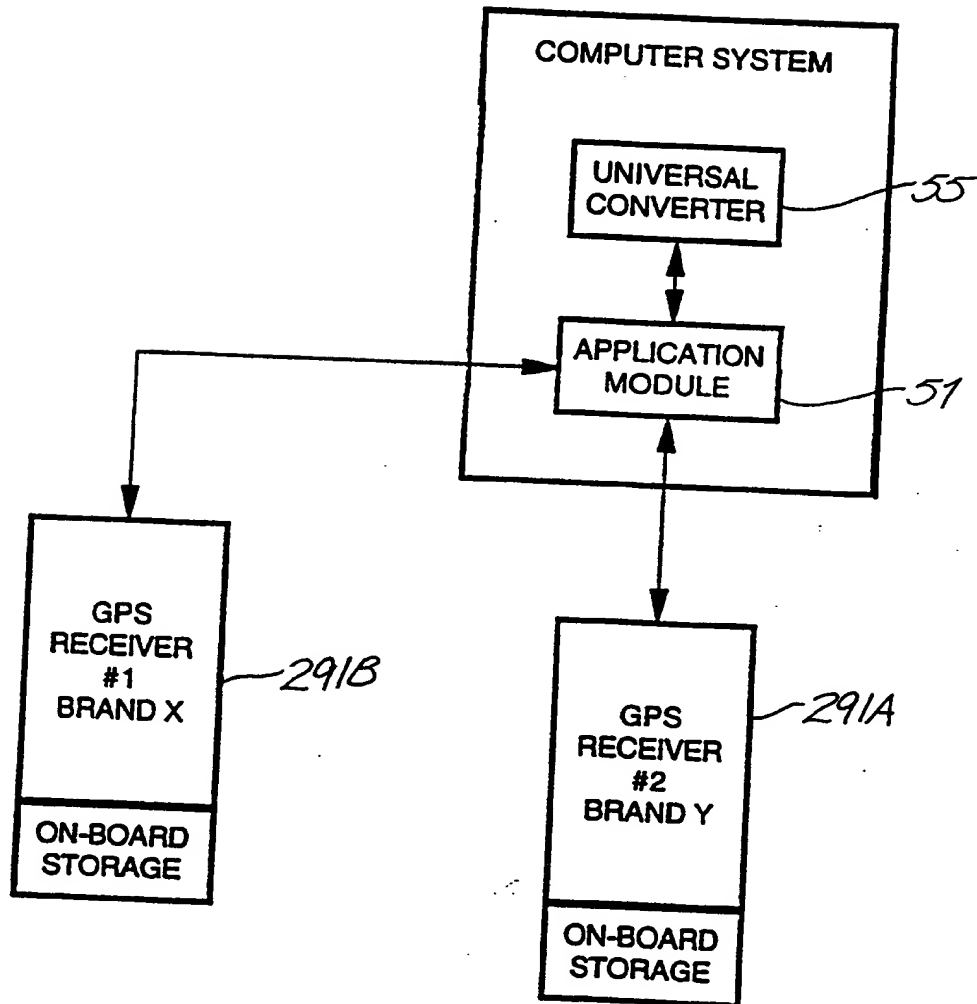 COMPUTER SYSTEM
UNIVERSAL
CONVERTER
55
APPLICATION
MODULE
51
GPS
RECEIVER
#1
BRAND X
291B
ON-BOARD
STORAGE
GPS
RECEIVER
#2
BRAND Y
291A
ON-BOARD
STORAGE